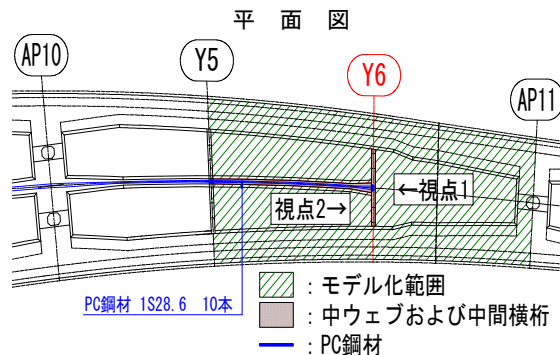 平 面 図
AP10
Y5
Y6
AP11
←視点1
視点2→
PC鋼材 1S28.6 10本
：モデル化範囲
：中ウェブおよび中間横桁
：PC鋼材